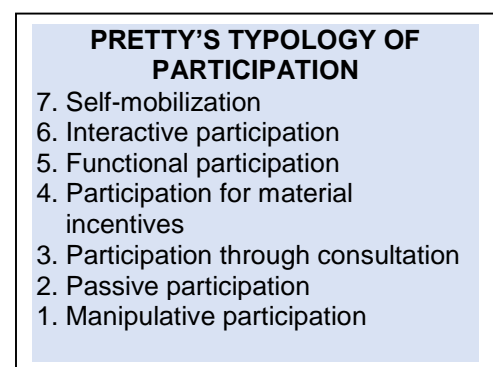 PRETTY'S TYPOLOGY OF
PARTICIPATION
7. Self-mobilization
6. Interactive participation
5. Functional participation
4. Participation for material
incentives
3. Participation through consultation
2. Passive participation
1. Manipulative participation